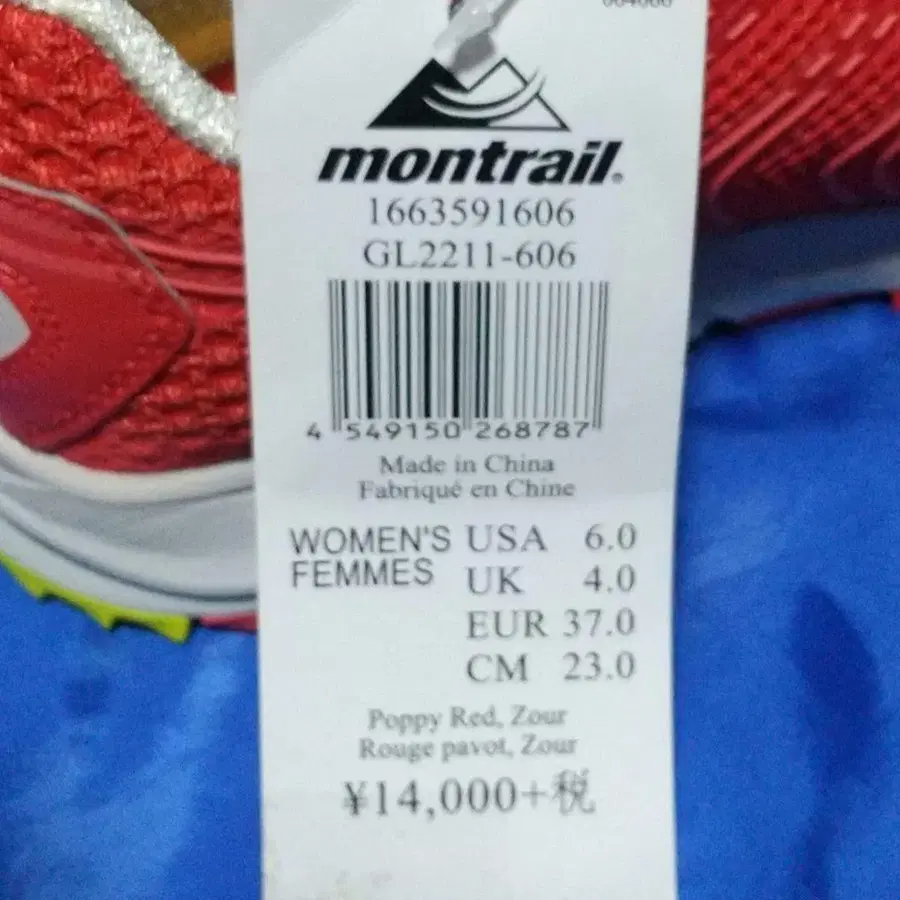 montrail
1663591606
GL2211-606
4 549150 268787
Made in China
Fabriqué en Chine
WOMEN'S USA 6.0
FEMMES UK 4.0
EUR 37.0
CM 23.0
Poppy Red, Zour
Rouge pavot, Zour
¥14,000+税